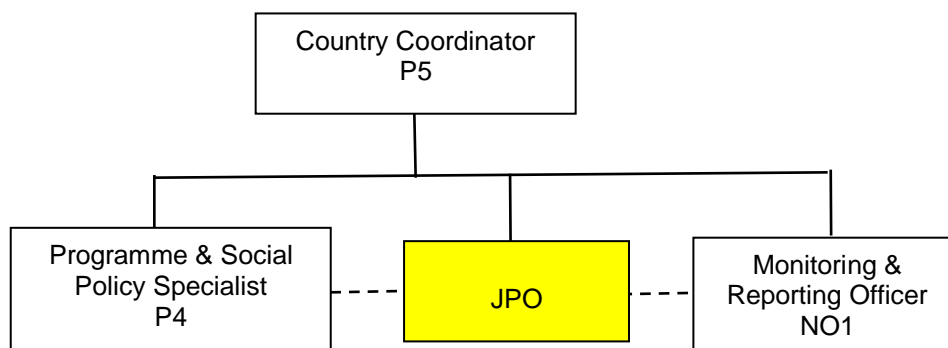 Country Coordinator
P5
Programme & Social
Policy Specialist
P4
JPO
Monitoring &
Reporting Officer
NO1